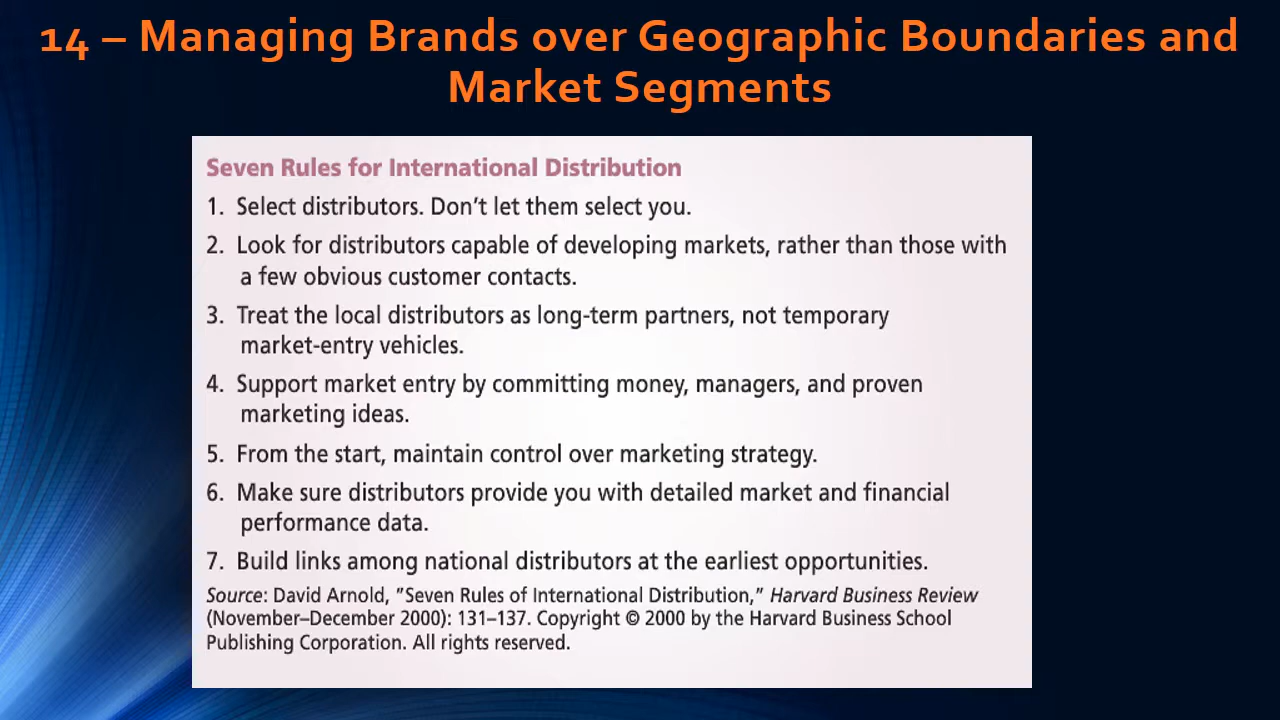 14 – Managing Brands over Geographic Boundaries and
Market Segments
Seven Rules for International Distribution
1. Select distributors. Don't let them select you.
2. Look for distributors capable of developing markets, rather than those with
a few obvious customer contacts.
3. Treat the local distributors as long-term partners, not temporary
market-entry vehicles.
4. Support market entry by committing money, managers, and proven
marketing ideas.
5. From the start, maintain control over marketing strategy.
6. Make sure distributors provide you with detailed market and financial
performance data.
7. Build links among national distributors at the earliest opportunities.
Source: David Arnold, "Seven Rules of International Distribution," Harvard Business Review
(November–December 2000): 131–137. Copyright © 2000 by the Harvard Business School
Publishing Corporation. All rights reserved.